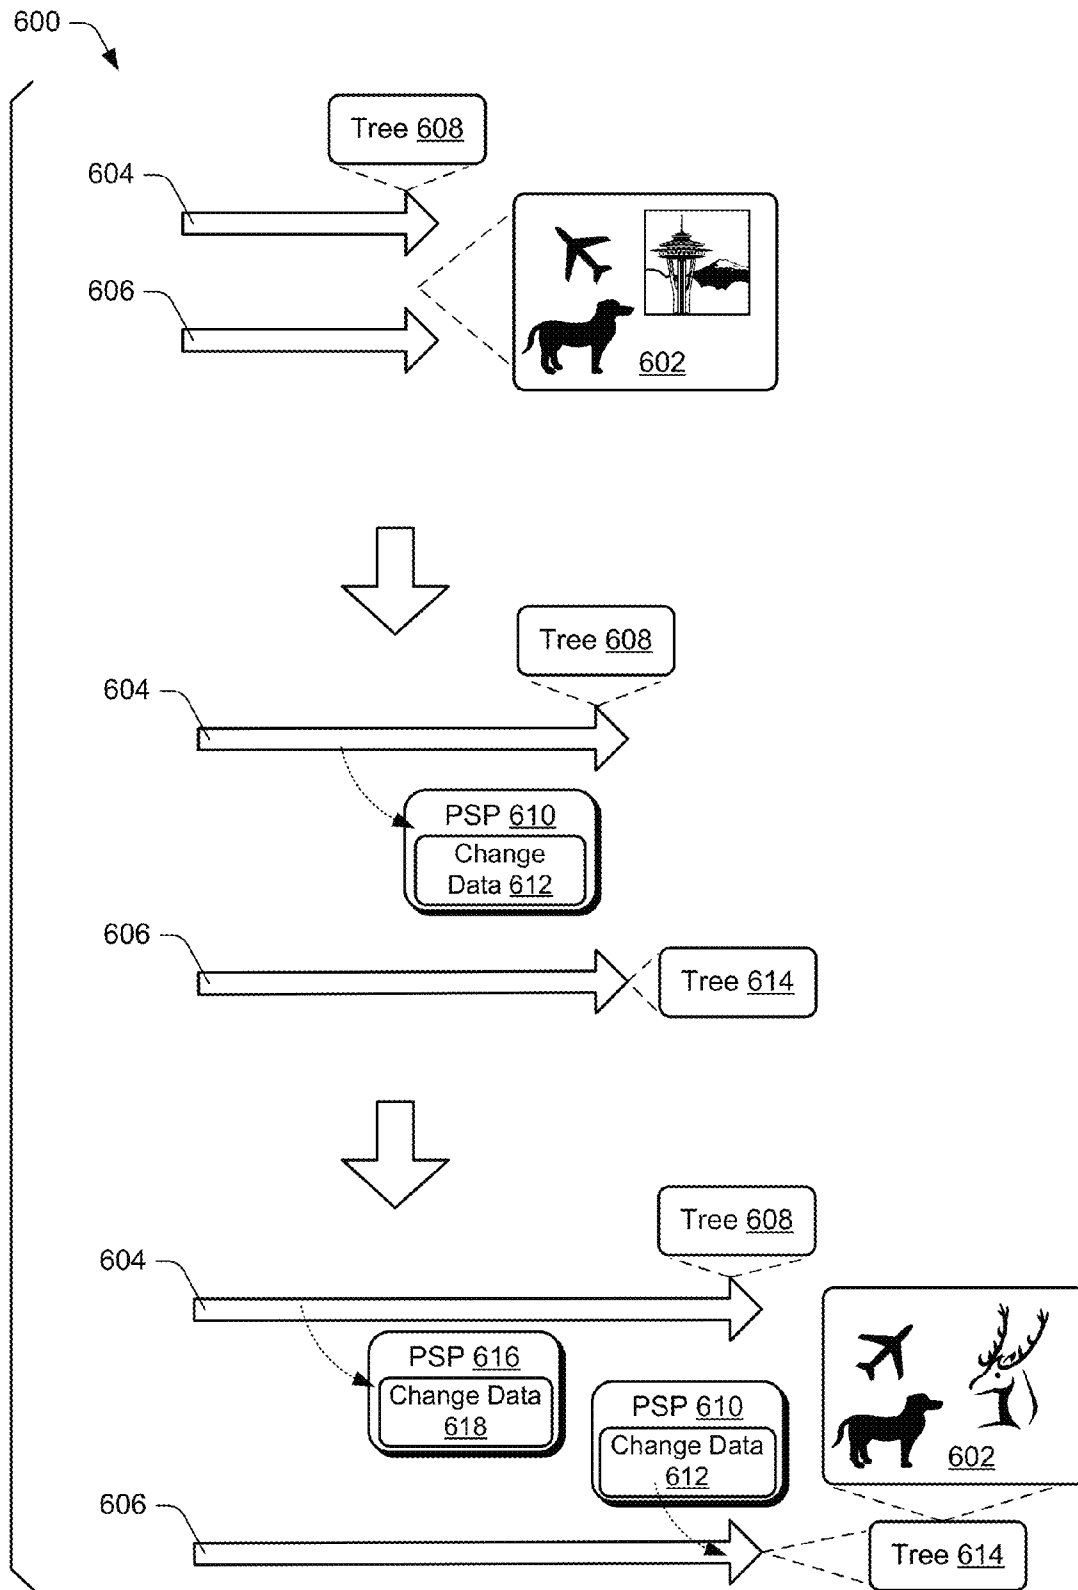 600
Tree 608
604
606
602
Tree 608
604
PSP 610
Change
Data 612
606
Tree 614
Tree 608
604
PSP 616
Change Data
618
PSP 610
Change Data
612
602
606
Tree 614